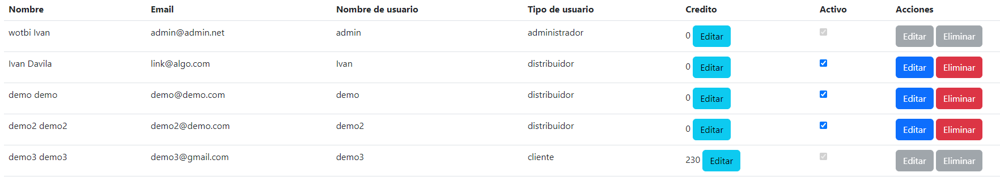 Nombre Email Nombre de usuario Tipo de usuario Credito Activo Acciones
wotbi Ivan admin@admin.net admin administrador 0 Editar Editar Eliminar
Ivan Davila link@algo.com Ivan distribuidor 0 Editar Editar Eliminar
demo demo demo@demo.com demo distribuidor 0 Editar Editar Eliminar
demo2 demo2 demo2@demo.com demo2 distribuidor 0 Editar Editar Eliminar
demo3 demo3 demo3@gmail.com demo3 cliente 230 Editar Editar Eliminar